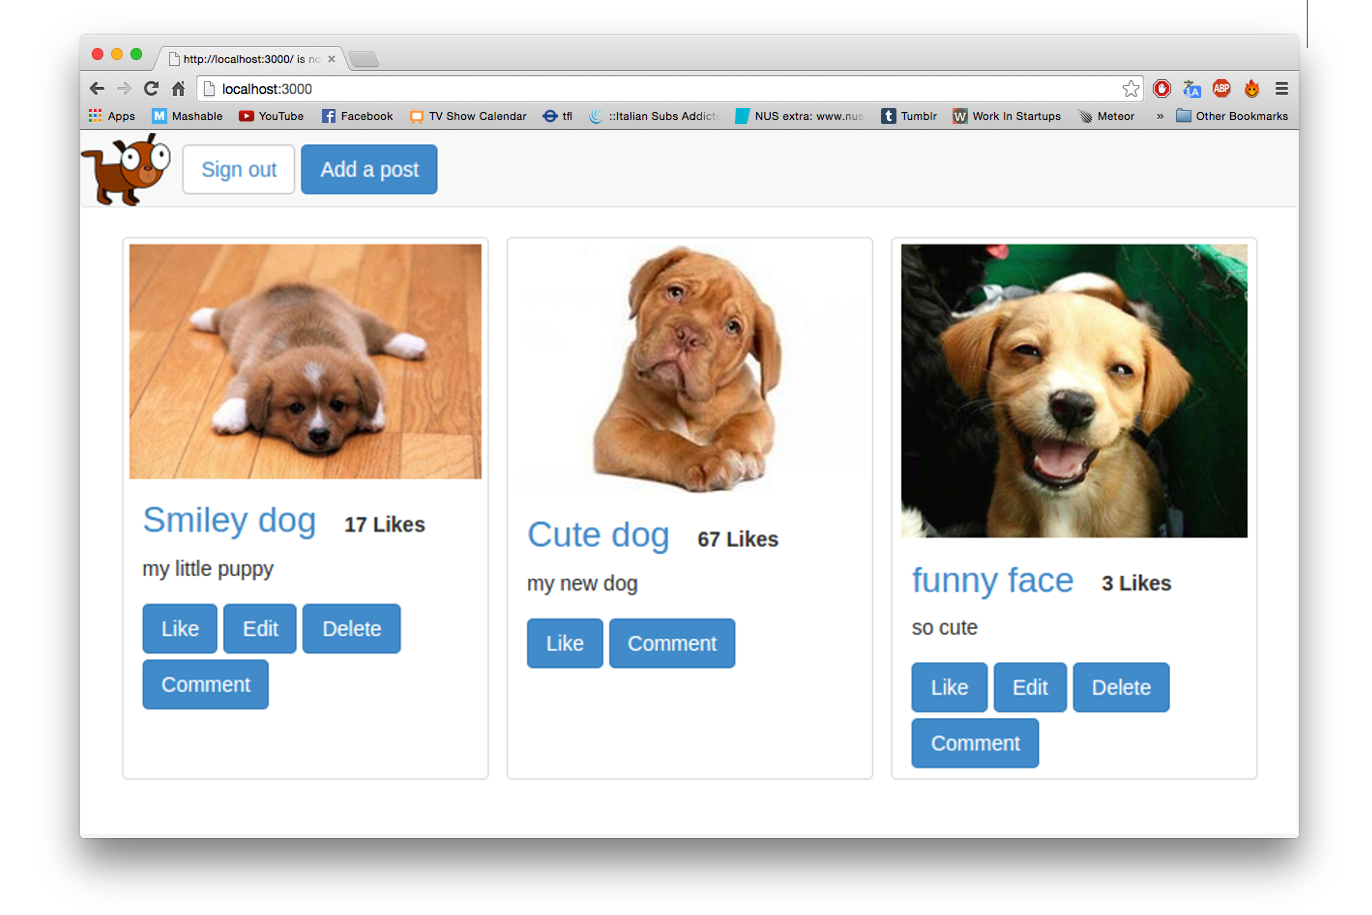 http://localhost:3000/ is no
localhost:3000
ABP
Apps Mashable YouTube Facebook TV Show Calendar tfl ::Italian Subs Addict NUS extra: www.nus Tumblr Work In Startups Meteor » Other Bookmarks
Sign out Add a post
Smiley dog 17 Likes
my little puppy
Like Edit Delete
Comment
Cute dog 67 Likes
my new dog
Like Comment
funny face 3 Likes
so cute
Like Edit Delete
Comment